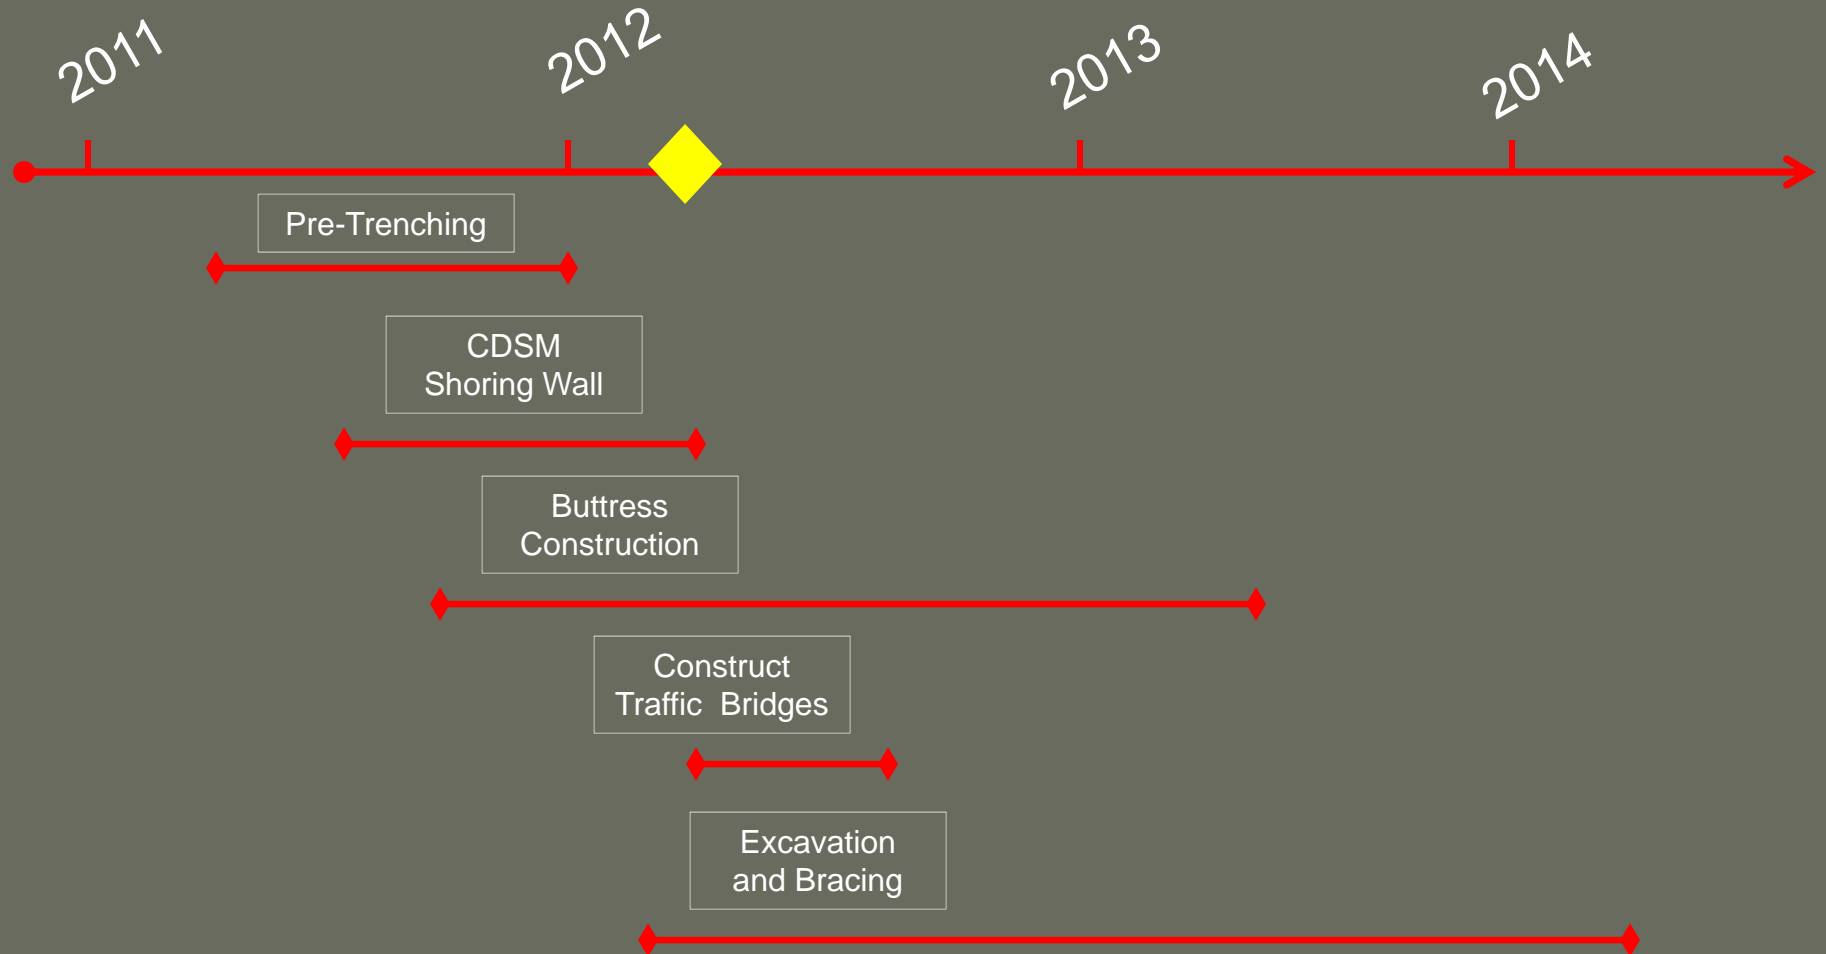 2011
2012
2013
2014
Pre-Trenching
CDSM
Shoring Wall
Buttress
Construction
Construct
Traffic  Bridges
Excavation
and Bracing